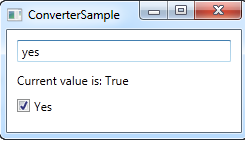 ConverterSample
yes
Current value is: True
Yes